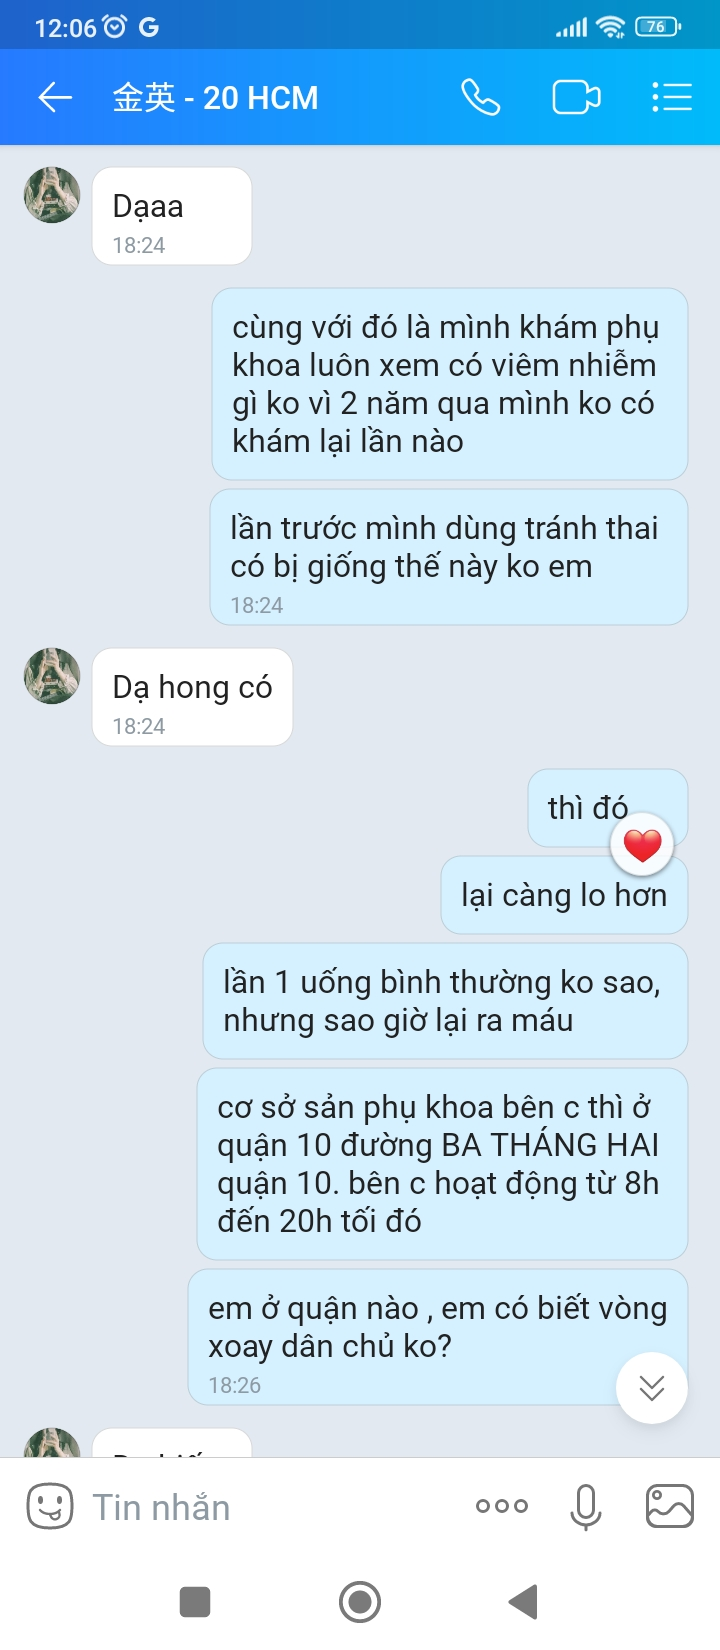 12:06
76
金英 - 20 HCM
Dạaa
18:24
cùng với đó là mình khám phụ
khoa luôn xem có viêm nhiễm
gì ko vì 2 năm qua mình ko có
khám lại lần nào
lần trước mình dùng tránh thai
có bị giống thế này ko em
18:24
Dạ hong có
18:24
thì đó
lại càng lo hơn
lần 1 uống bình thường ko sao,
nhưng sao giờ lại ra máu
cơ sở sản phụ khoa bên c thì ở
quận 10 đường BA THÁNG HAI
quận 10. bên c hoạt động từ 8h
đến 20h tối đó
em ở quận nào , em có biết vòng
xoay dân chủ ko?
18:26
Tin nhắn